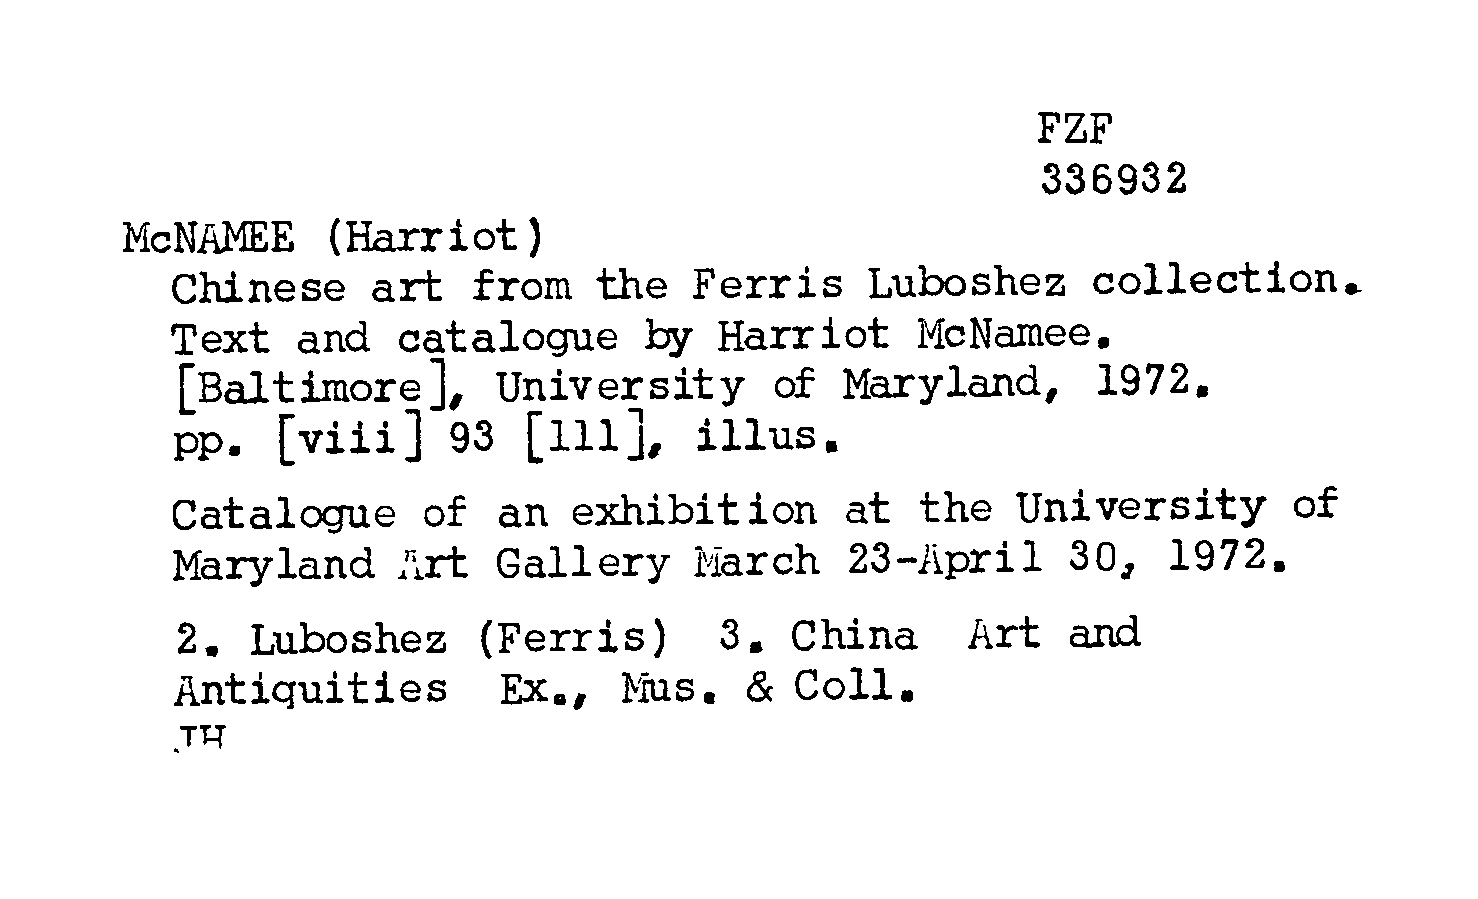 FZF
336932
McNAMEE (Harriot)
Chinese art from the Ferris Luboshez collection.
Text and catalogue by Harriot McNamee.
[Baltimore], University of Maryland, 1972.
pp. [viii] 93 [lll], illus.
Catalogue of an exhibition at the University of
Maryland Art Gallery March 23-April 30, 1972.
2. Luboshez (Ferris) 3. China Art and
Antiquities Ex., Mus. & Coll.
JH